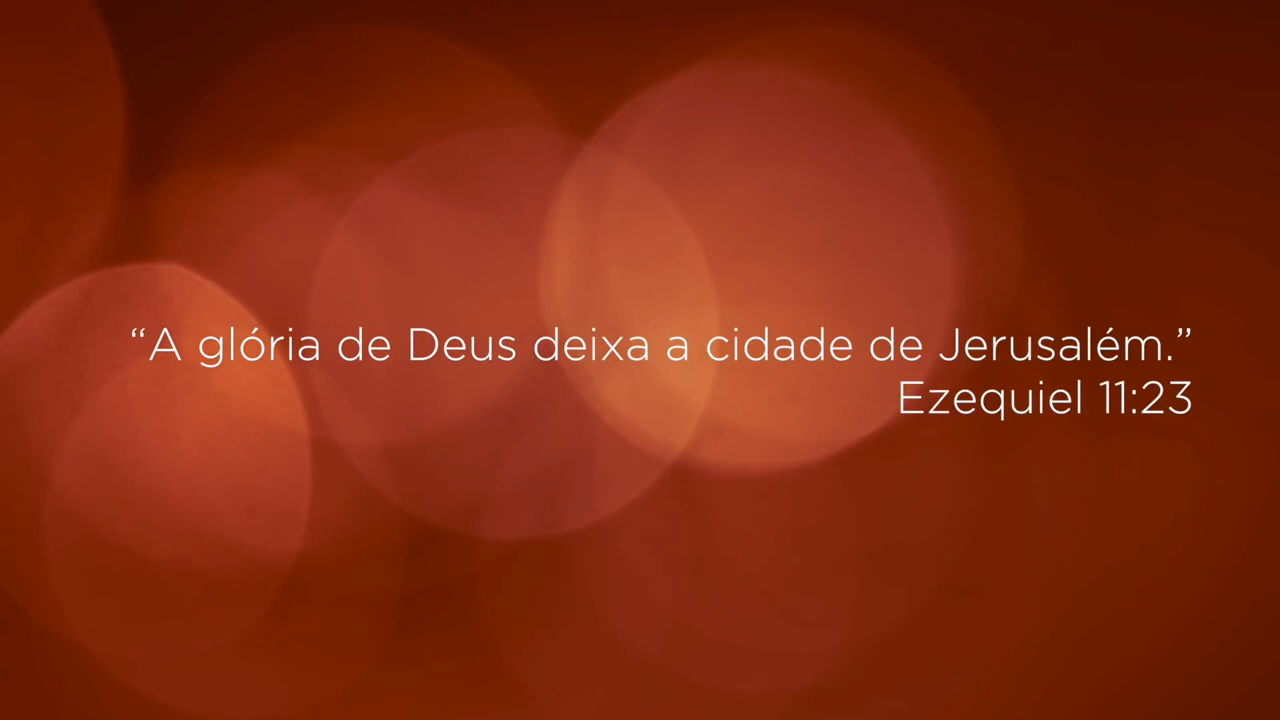 “A glória de Deus deixa a cidade de Jerusalém.”
Ezequiel 11:23